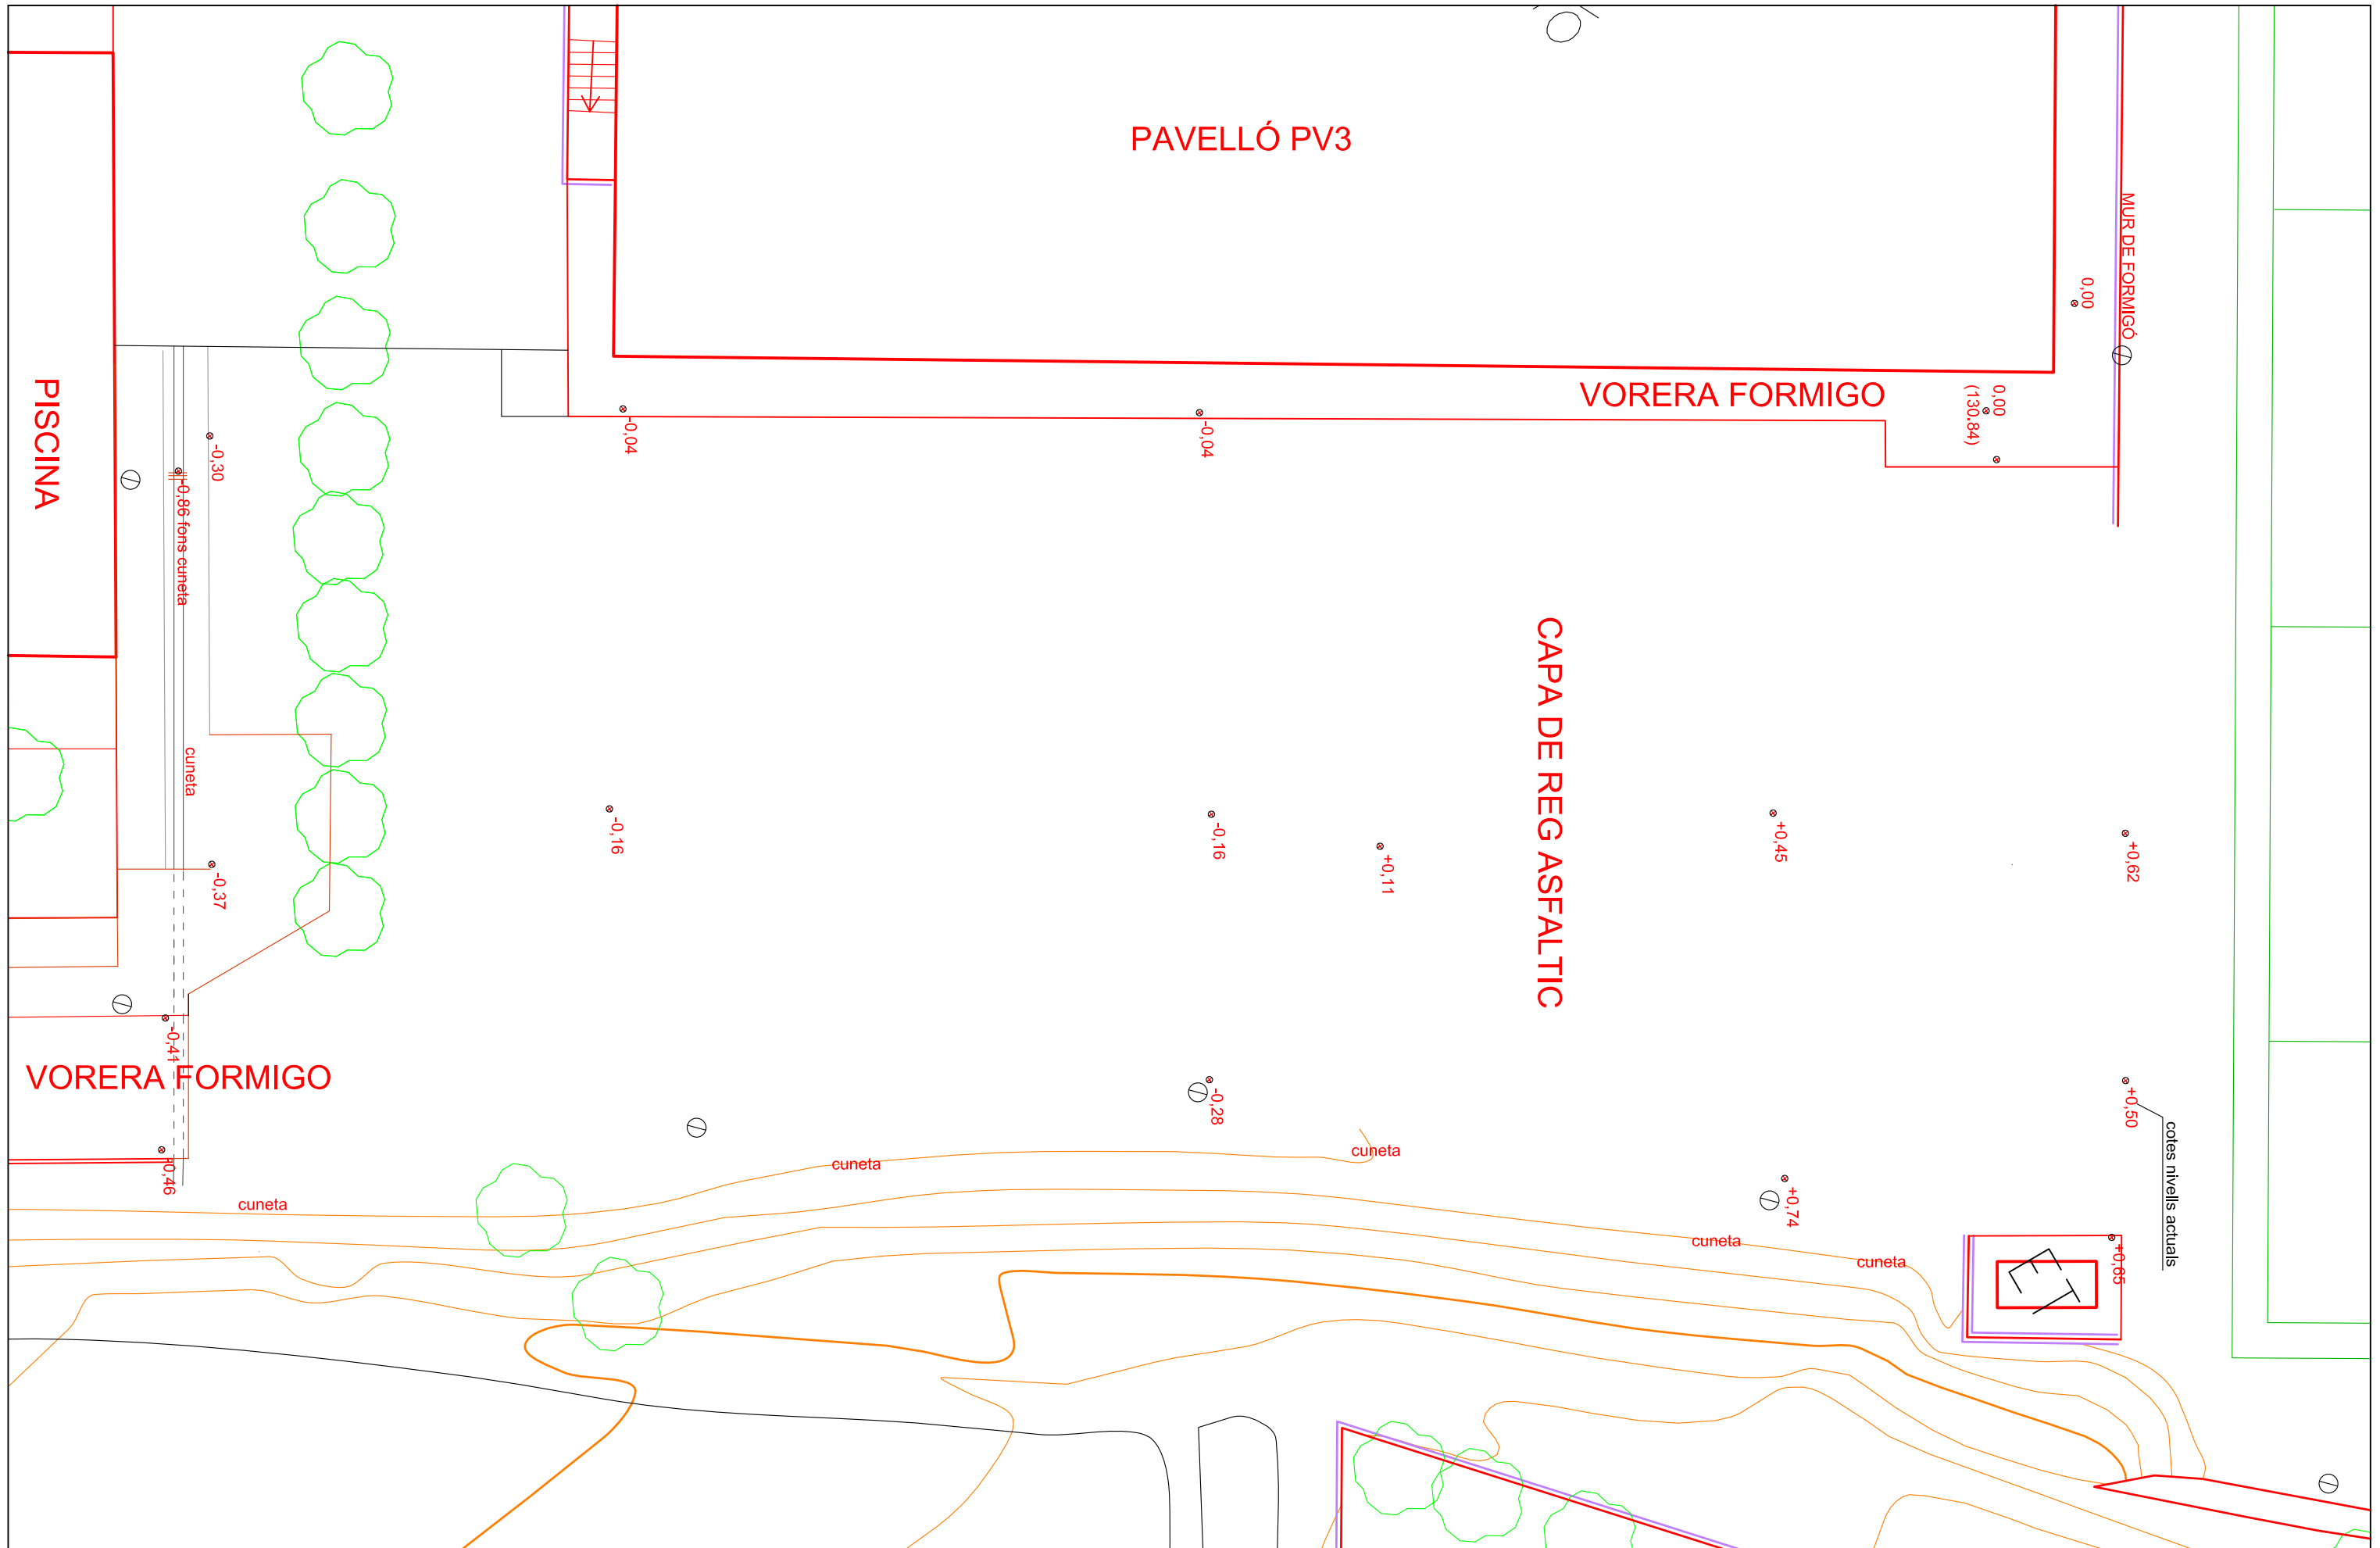 PAVELLÓ PV3
MUR DE FORMIGÓ
0,00
PISCINA
VORERA FORMIGO
0,00
(130.84)
-0,04
-0,04
-0,30
-0,86 fons cuneta
CAPA DE REG ASFALTIC
cuneta
-0,16
-0,16
+0,11
+0,45
+0,62
-0,37
-0,41
VORERA FORMIGO
-0,28
+0,50
cotes nivells actuals
-0,46
cuneta
cuneta
cuneta
+0,74
cuneta
cuneta
+0,65
ET